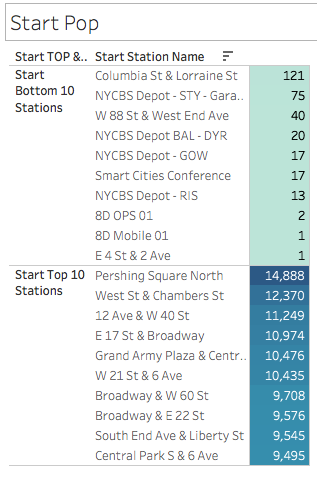 Start Pop
Start TOP &.. Start Station Name
Start Bottom 10 Stations
Columbia St & Lorraine St 121
NYCBS Depot - STY - Gara.. 75
W 88 St & West End Ave 40
NYCBS Depot BAL - DYR 20
NYCBS Depot - GOW 17
Smart Cities Conference 17
NYCBS Depot - RIS 13
8D OPS 01 2
8D Mobile 01 1
E 4 St & 2 Ave 1
Start Top 10 Stations
Pershing Square North 14,888
West St & Chambers St 12,370
12 Ave & W 40 St 11,249
E 17 St & Broadway 10,974
Grand Army Plaza & Centr.. 10,476
W 21 St & 6 Ave 10,435
Broadway & W 60 St 9,708
Broadway & E 22 St 9,576
South End Ave & Liberty St 9,545
Central Park S & 6 Ave 9,495